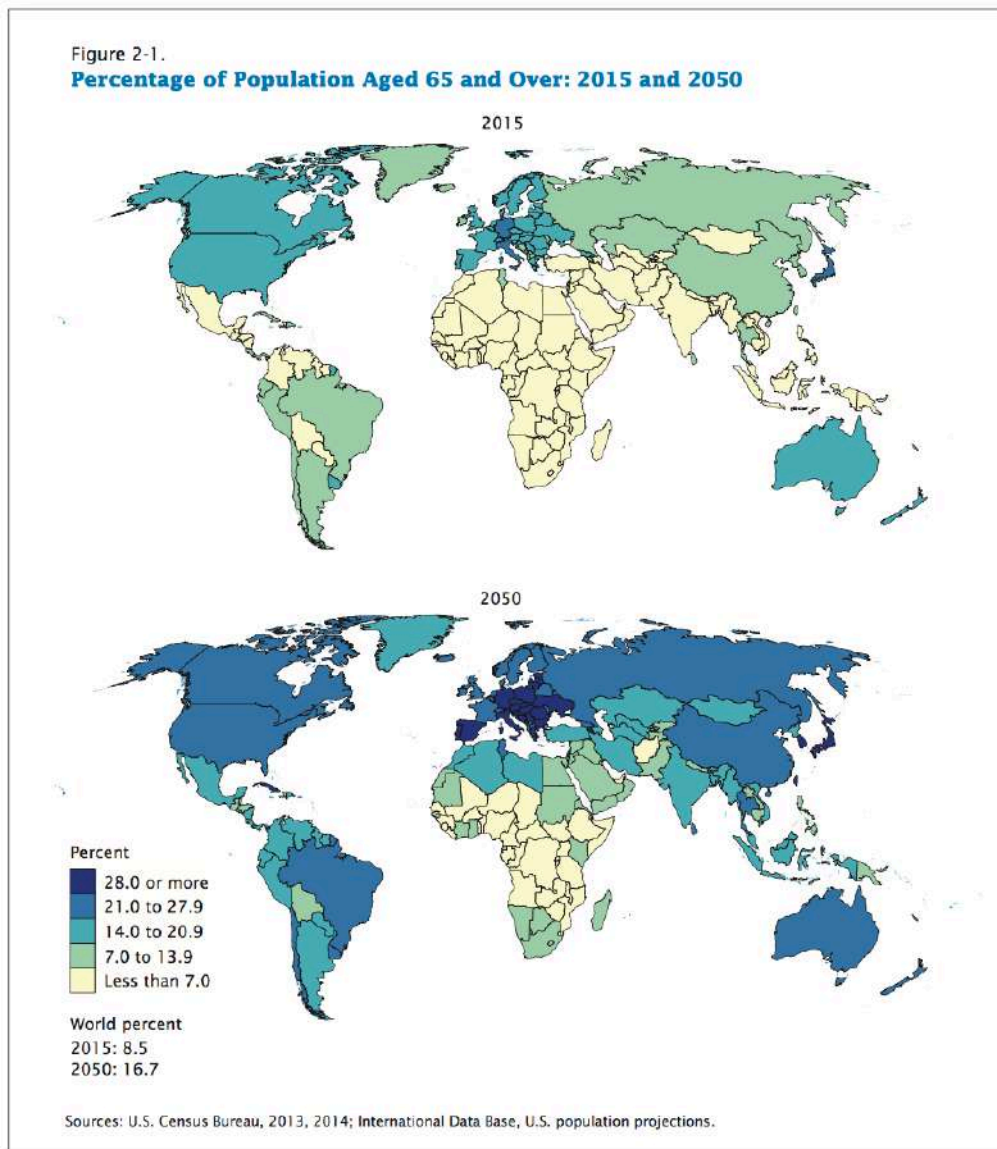 Figure 2-1.
Percentage of Population Aged 65 and Over: 2015 and 2050
2015
2050
Percent
28.0 or more
21.0 to 27.9
14.0 to 20.9
7.0 to 13.9
Less than 7.0
World percent
2015: 8.5
2050: 16.7
Sources: U.S. Census Bureau, 2013, 2014; International Data Base, U.S. population projections.